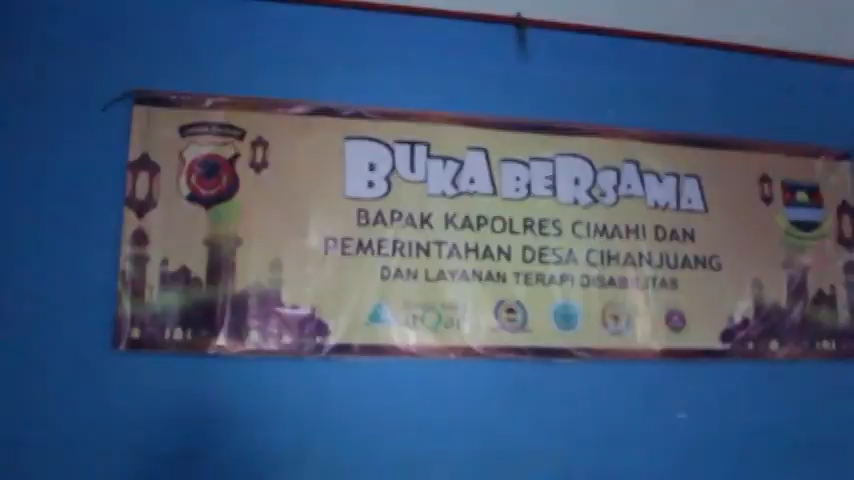 BUKA BERSAMA
BAPAK KAPOLRES CIMAHI DAN
PEMERINTAHAN DESA CIHANJUANG
DAN LAYANAN TERAPI DISABILITAS